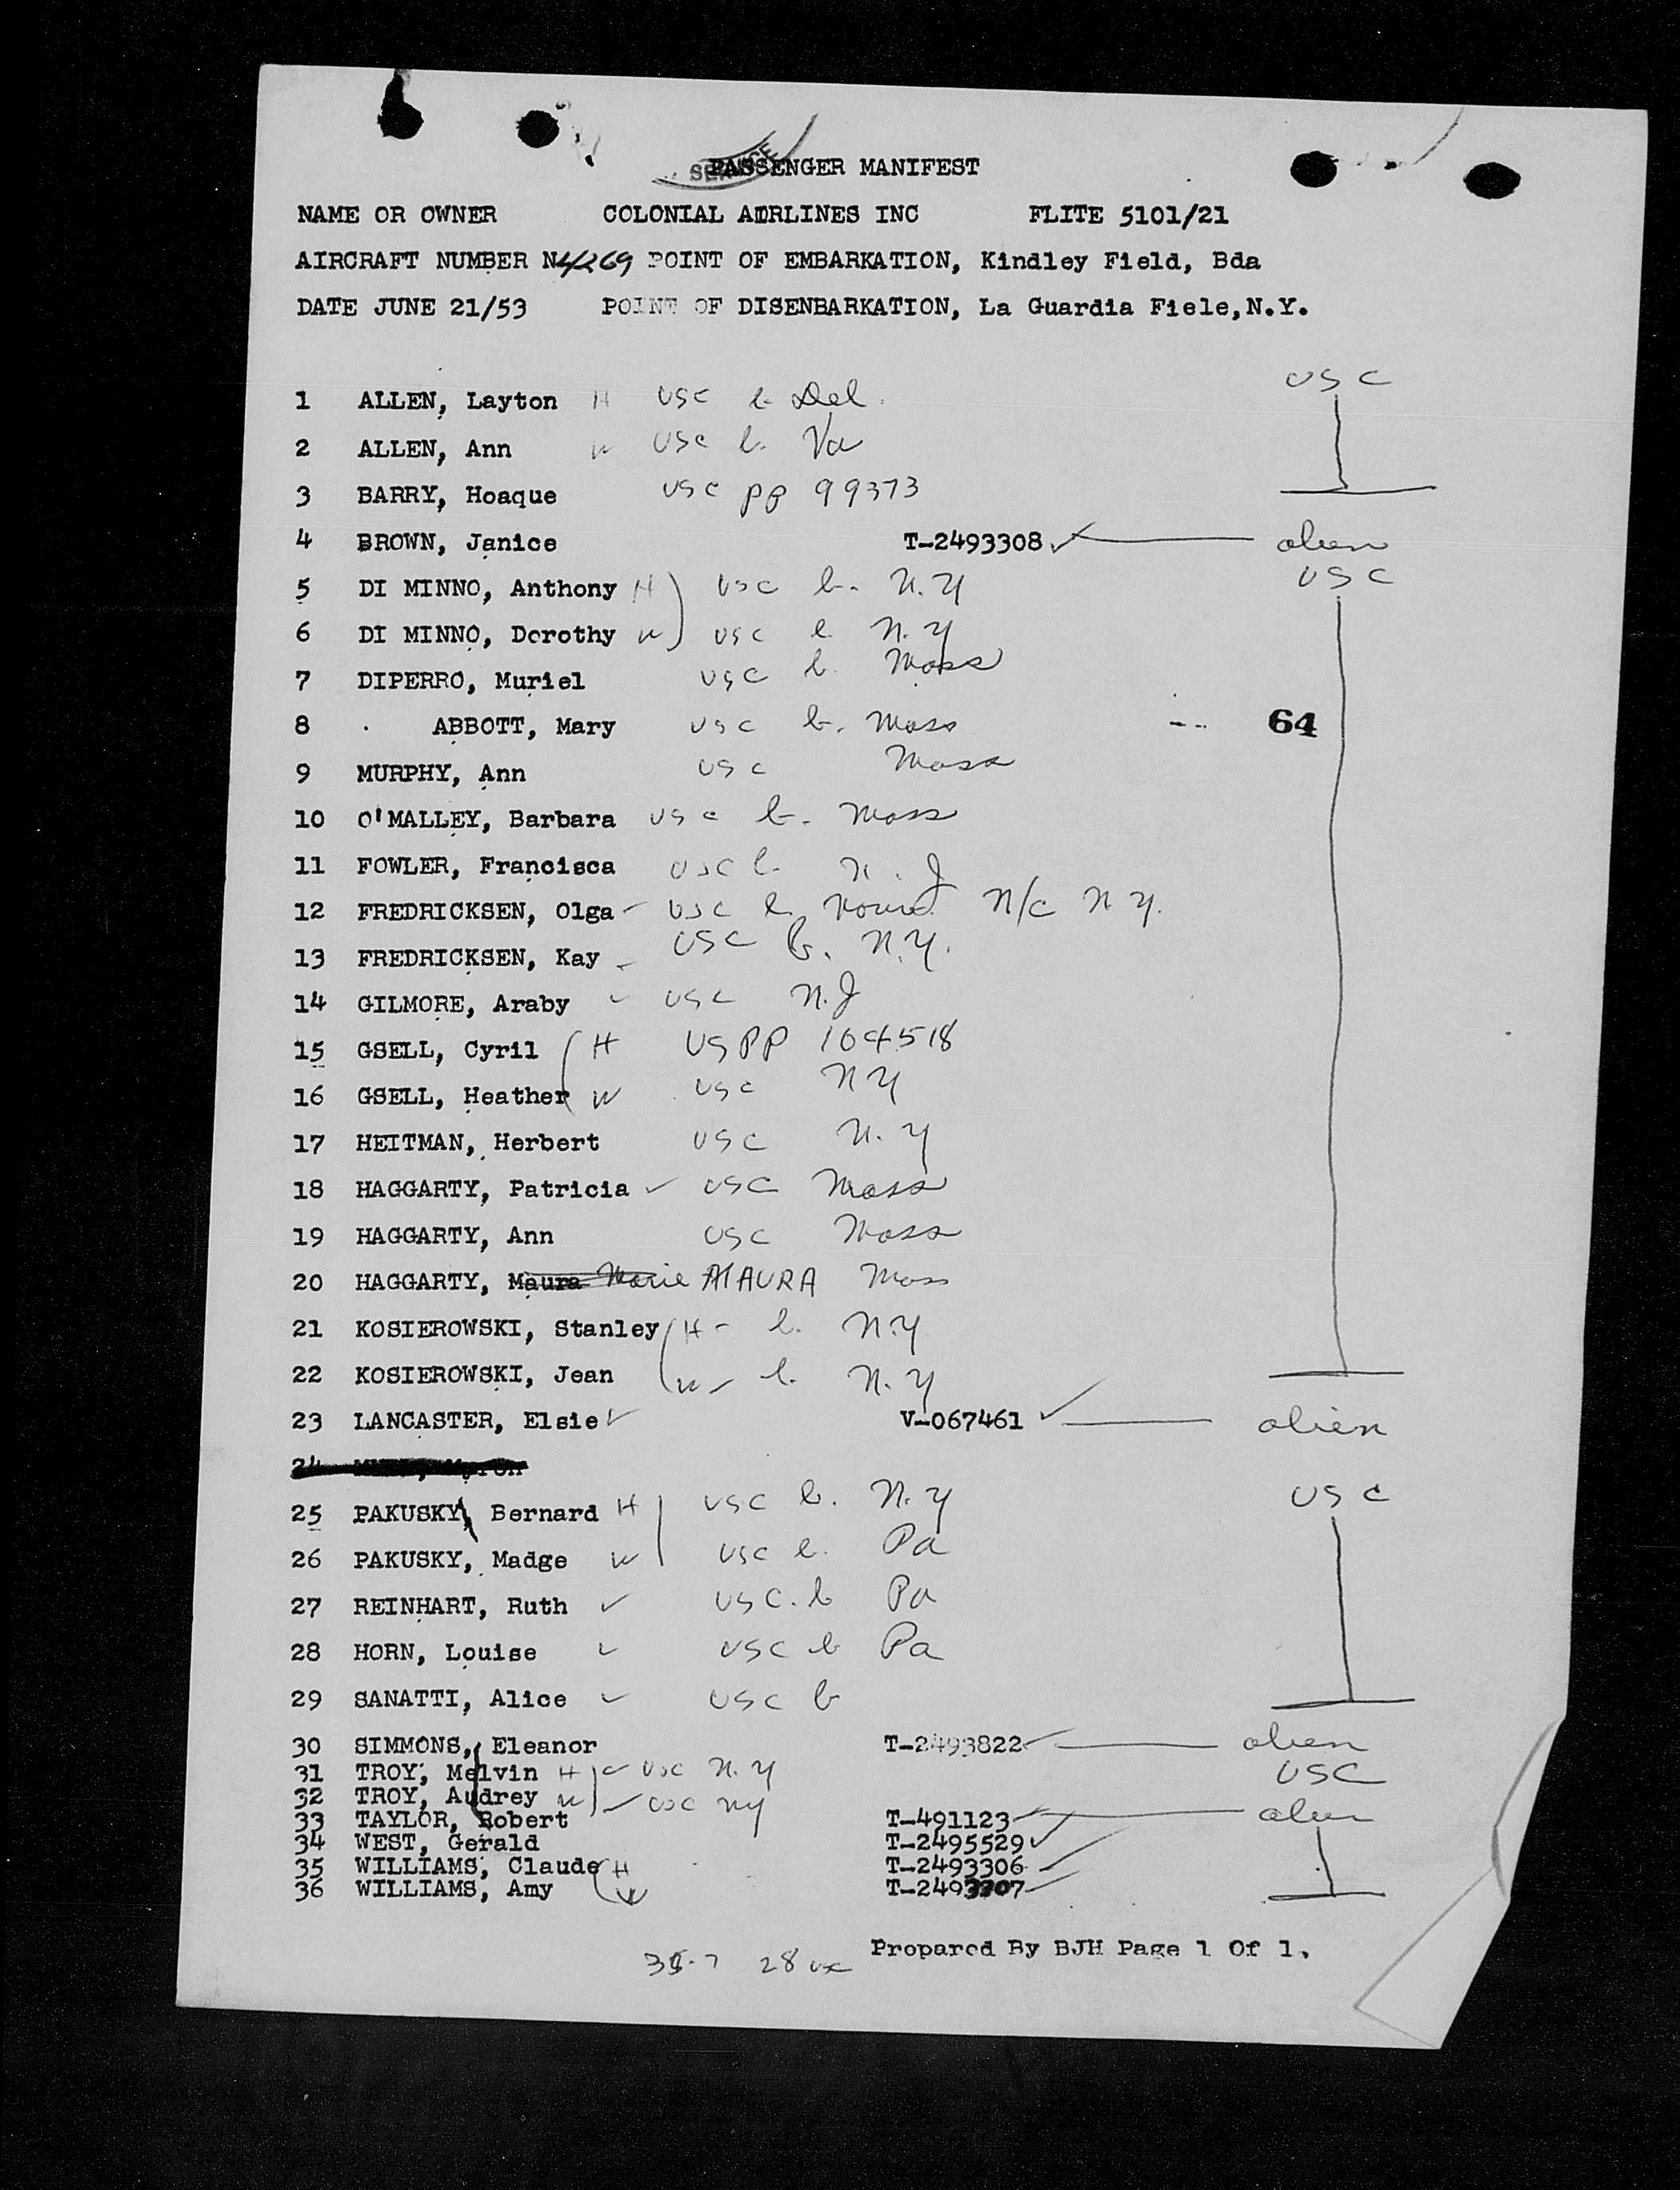 SERVICE
PASSENGER MANIFEST
NAME OR OWNER COLONIAL AIRLINES INC FLITE 5101/21
AIRCRAFT NUMBER N4269 POINT OF EMBARKATION, Kindley Field, Bda
DATE JUNE 21/53 POINT OF DISENBARKATION, La Guardia Fiele,N.Y.
USC
1 ALLEN, Layton H USC b Del.
2 ALLEN, Ann W USC b. Va
3 BARRY, Hoaque USC PP 99373
4 BROWN, Janice T-2493308 alien
USC
5 DI MINNO, Anthony H USC b. N.Y
6 DI MINNO, Dorothy W USC b. N.Y
7 DIPERRO, Muriel USC b. Mass
8 ABBOTT, Mary USC b. Mass -- 64
9 MURPHY, Ann USC Mass
10 O'MALLEY, Barbara USC b. Mass
11 FOWLER, Francisca USC b N.J
12 FREDRICKSEN, Olga USC b. N/C N.Y.
13 FREDRICKSEN, Kay USC b. N.Y.
14 GILMORE, Araby USC N.J
15 GSELL, Cyril H US PP 104518
16 GSELL, Heather W USC NY
17 HEITMAN, Herbert USC N.Y
18 HAGGARTY, Patricia USC Mass
19 HAGGARTY, Ann USC Mass
20 HAGGARTY, Maura Marie MAURA Mass
21 KOSIEROWSKI, Stanley H - b. N.Y
22 KOSIEROWSKI, Jean W - b. N.Y
23 LANCASTER, Elsie V-067461 alien
24
25 PAKUSKY, Bernard H USC b. N.Y USC
26 PAKUSKY, Madge W USC b. Pa
27 REINHART, Ruth USC. b Pa
28 HORN, Louise USC b Pa
29 SANATTI, Alice USC b
30 SIMMONS, Eleanor T-2493822 alien
31 TROY, Melvin H USC N.Y USC
32 TROY, Audrey W USC NY
33 TAYLOR, Robert T-491123 alien
34 WEST, Gerald T-2495529
35 WILLIAMS, Claude H T-2493306
36 WILLIAMS, Amy W T-2493307
Propared By BJH Page 1 Of 1.
35-7 28 USC